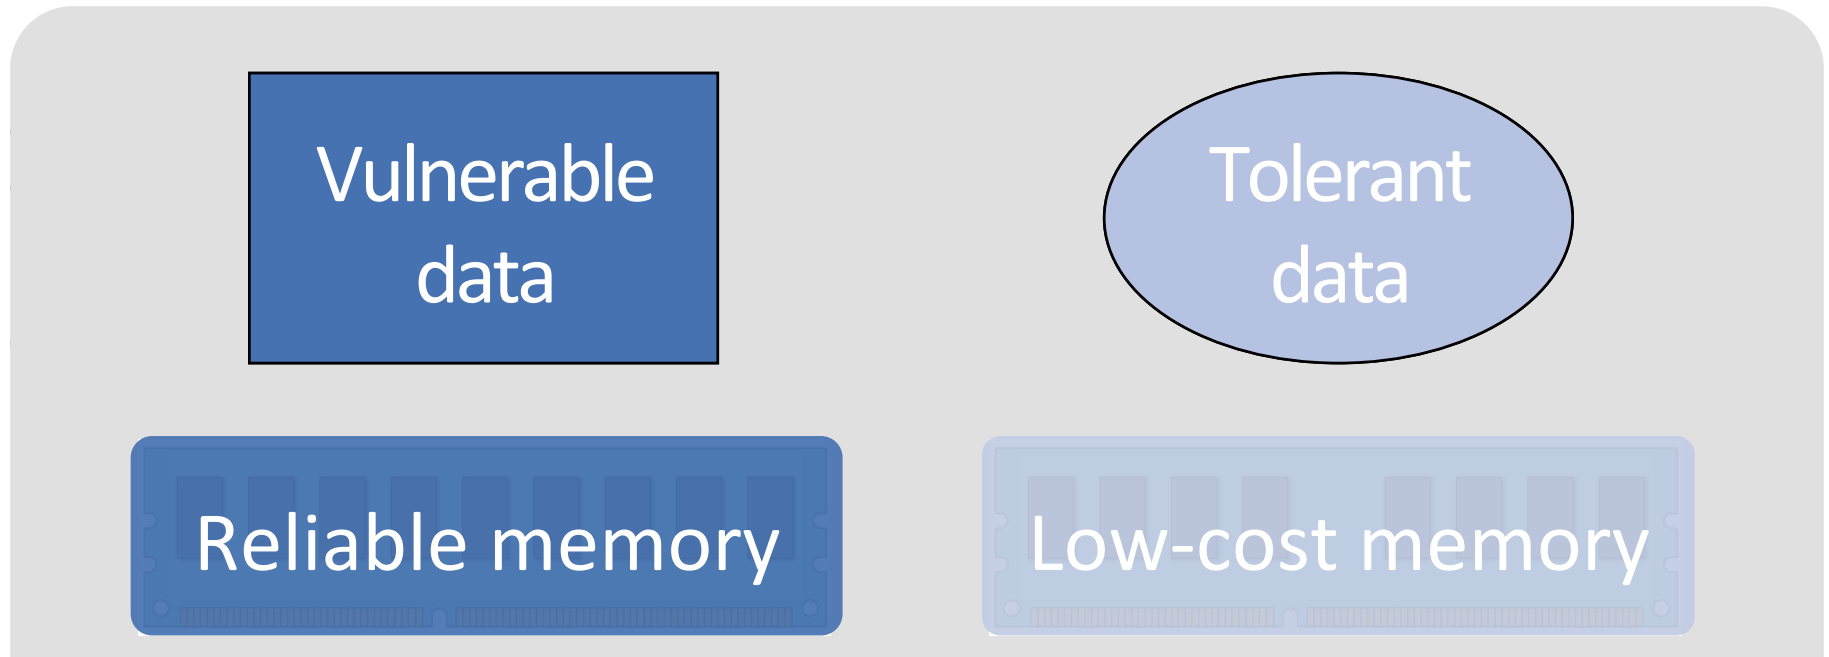 Vulnerable
data
Tolerant
data
Reliable memory
Low-cost memory